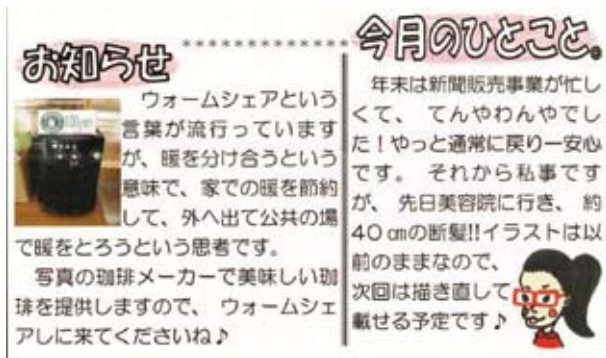 お知らせ
ウォームシェアという
言葉が流行っています
が、暖を分け合うという
意味で、家での暖を節約
して、外へ出て公共の場
で暖をとろうという思考です。
写真の珈琲メーカーで美味しい珈
琲を提供しますので、ウォームシェ
アしに来てくださいね♪
今月のひとこと。
年末は新聞販売事業が忙し
くて、てんやわんやでし
た！やっと通常に戻り一安心
です。それから私事です
が、先日美容院に行き、約
40㎝の断髪!!イラストは以
前のままなので、
次回は描き直して
載せる予定です♪